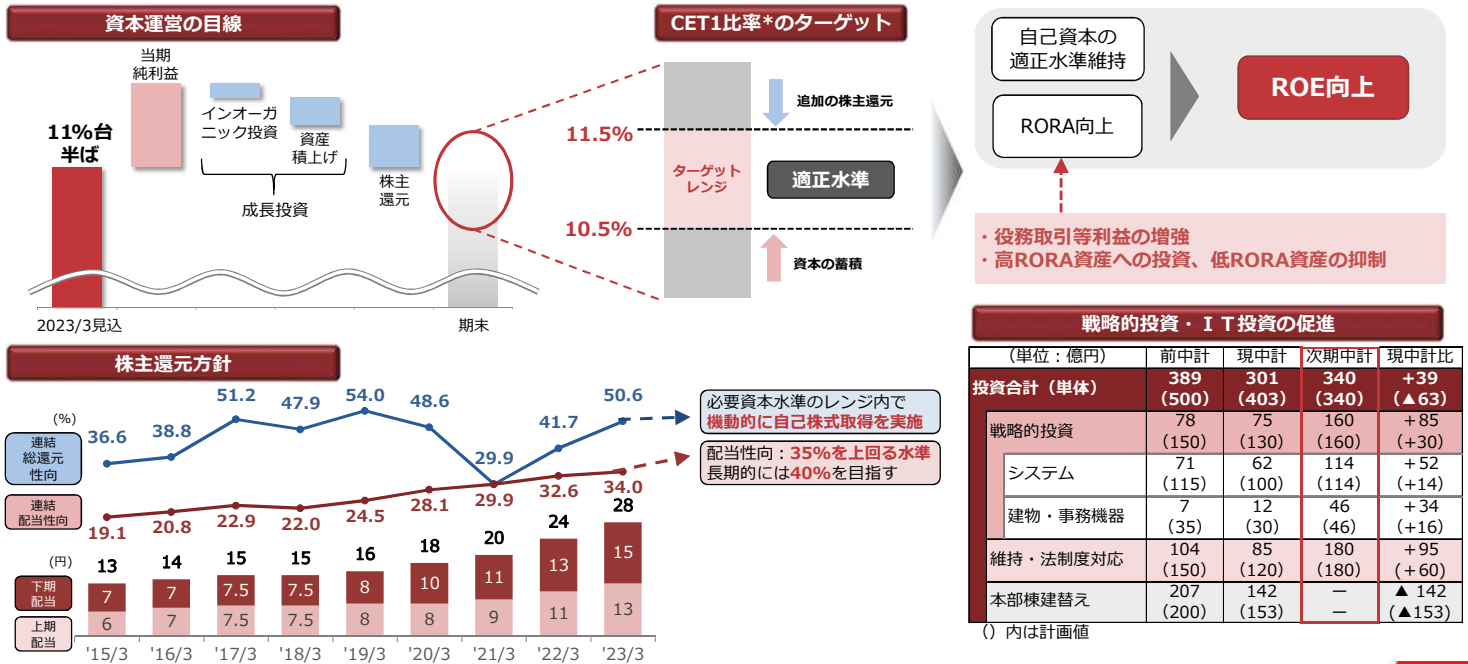 資本運営の目線
当期
純利益
11%台
半ば
インオーガ
ニック投資
資産
積上げ
成長投資
株主
還元
2023/3見込
期末
CET1比率*のターゲット
追加の株主還元
11.5%
ターゲット
レンジ
適正水準
10.5%
資本の蓄積
自己資本の
適正水準維持
RORA向上
ROE向上
・役務取引等利益の増強
・高RORA資産への投資、低RORA資産の抑制
株主還元方針
(%)
連結
総還元
性向
36.6 38.8 51.2 47.9 54.0 48.6 29.9 41.7 50.6
連結
配当性向
19.1 20.8 22.9 22.0 24.5 28.1 29.9 32.6 34.0
必要資本水準のレンジ内で
機動的に自己株式取得を実施
配当性向：35%を上回る水準
長期的には40%を目指す
(円)
13 14 15 15 16 18 20 24 28
下期
配当
7 7 7.5 7.5 8 10 11 13 15
上期
配当
6 7 7.5 7.5 8 8 9 11 13
'15/3 '16/3 '17/3 '18/3 '19/3 '20/3 '21/3 '22/3 '23/3
戦略的投資・ＩＴ投資の促進
（単位：億円） 前中計 現中計 次期中計 現中計比
投資合計（単体） 389 301 340 +39
(500) (403) (340) (▲63)
戦略的投資 78 75 160 +85
(150) (130) (160) (+30)
システム 71 62 114 +52
(115) (100) (114) (+14)
建物・事務機器 7 12 46 +34
(35) (30) (46) (+16)
維持・法制度対応 104 85 180 +95
(150) (120) (180) (+60)
本部棟建替え 207 142 － ▲ 142
(200) (153) － (▲153)
（）内は計画値